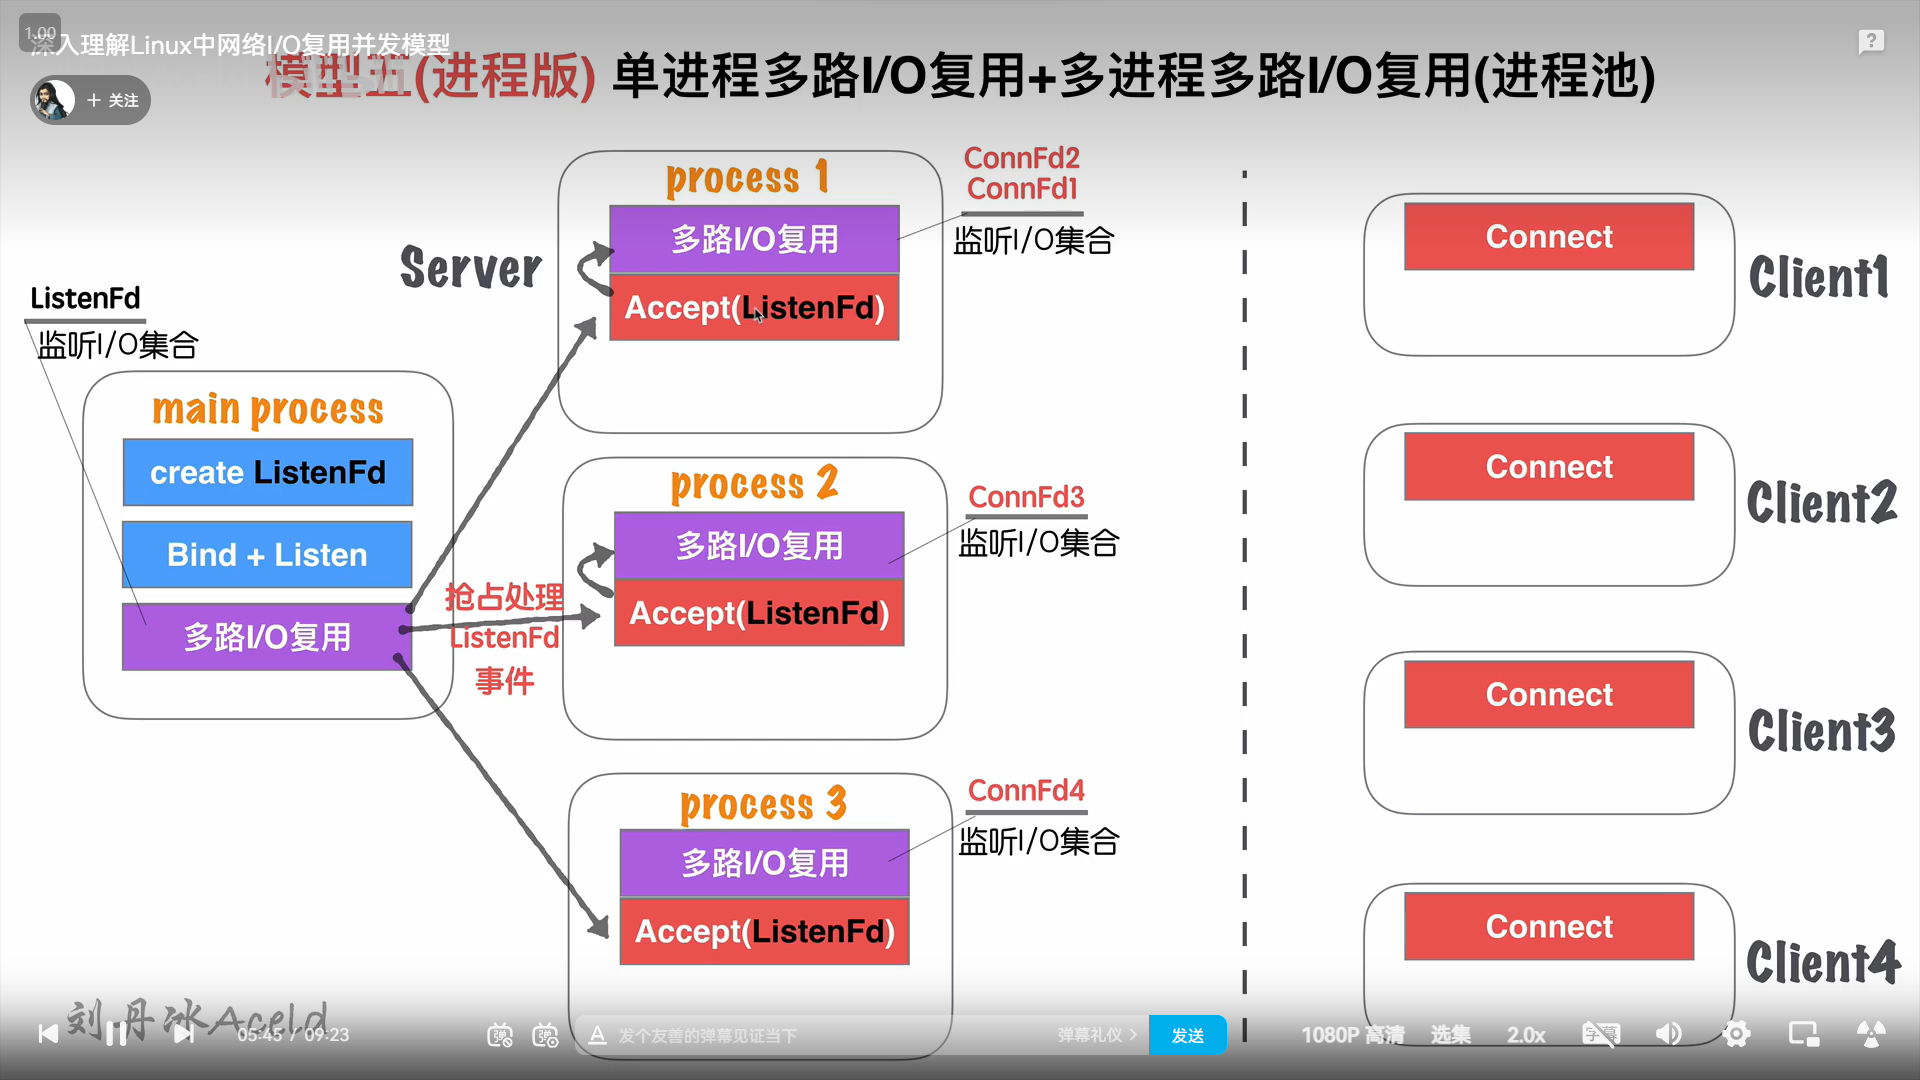 1.00
深入理解Linux中网络I/O复用并发模型
+ 关注
模型五(进程版) 单进程多路I/O复用+多进程多路I/O复用(进程池)
Server
ListenFd
监听I/O集合
main process
create ListenFd
Bind + Listen
多路I/O复用
抢占处理
ListenFd
事件
process 1
多路I/O复用
Accept(ListenFd)
ConnFd2
ConnFd1
监听I/O集合
process 2
多路I/O复用
Accept(ListenFd)
ConnFd3
监听I/O集合
process 3
多路I/O复用
Accept(ListenFd)
ConnFd4
监听I/O集合
Connect
Client1
Connect
Client2
Connect
Client3
Connect
Client4
刘丹冰Aceld
05:45 / 09:23
弹
弹
A
发个友善的弹幕见证当下
弹幕礼仪 >
发送
1080P 高清
选集
2.0x
字幕